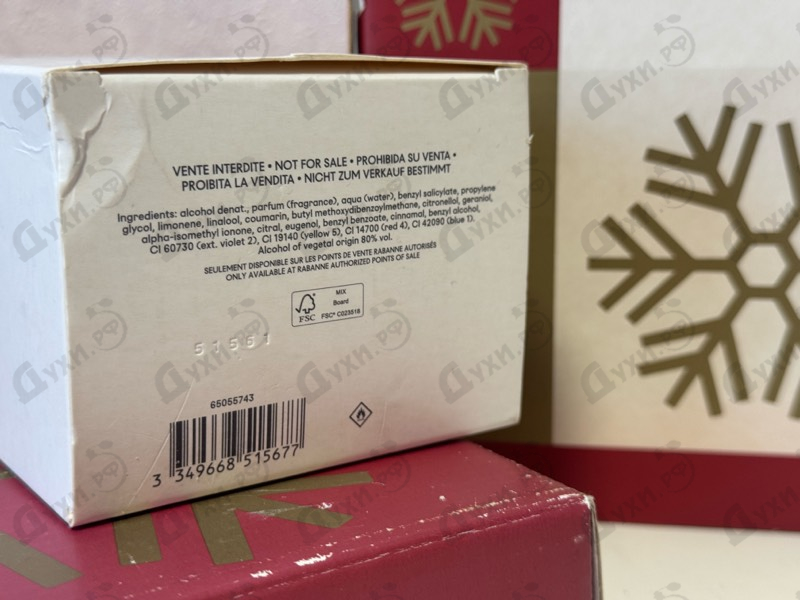 VENTE INTERDITE • NOT FOR SALE • PROHIBIDA SU VENTA •
PROIBITA LA VENDITA • NICHT ZUM VERKAUF BESTIMMT
Ingredients: alcohol denat., parfum (fragrance), aqua (water), benzyl salicylate, propylene
glycol, limonene, linalool, coumarin, butyl methoxydibenzoylmethane, citronellol, geraniol,
alpha-isomethyl ionone, citral, eugenol, benzyl benzoate, cinnamal, benzyl alcohol,
CI 60730 (ext. violet 2), CI 19140 (yellow 5), CI 14700 (red 4), CI 42090 (blue 1).
Alcohol of vegetal origin 80% vol.
SEULEMENT DISPONIBLE SUR LES POINTS DE VENTE RABANNE AUTORISÉS
ONLY AVAILABLE AT RABANNE AUTHORIZED POINTS OF SALE
MIX
Board
FSC® C023518
FSC
51561
65055743
3 349668 515677
Духи.рф